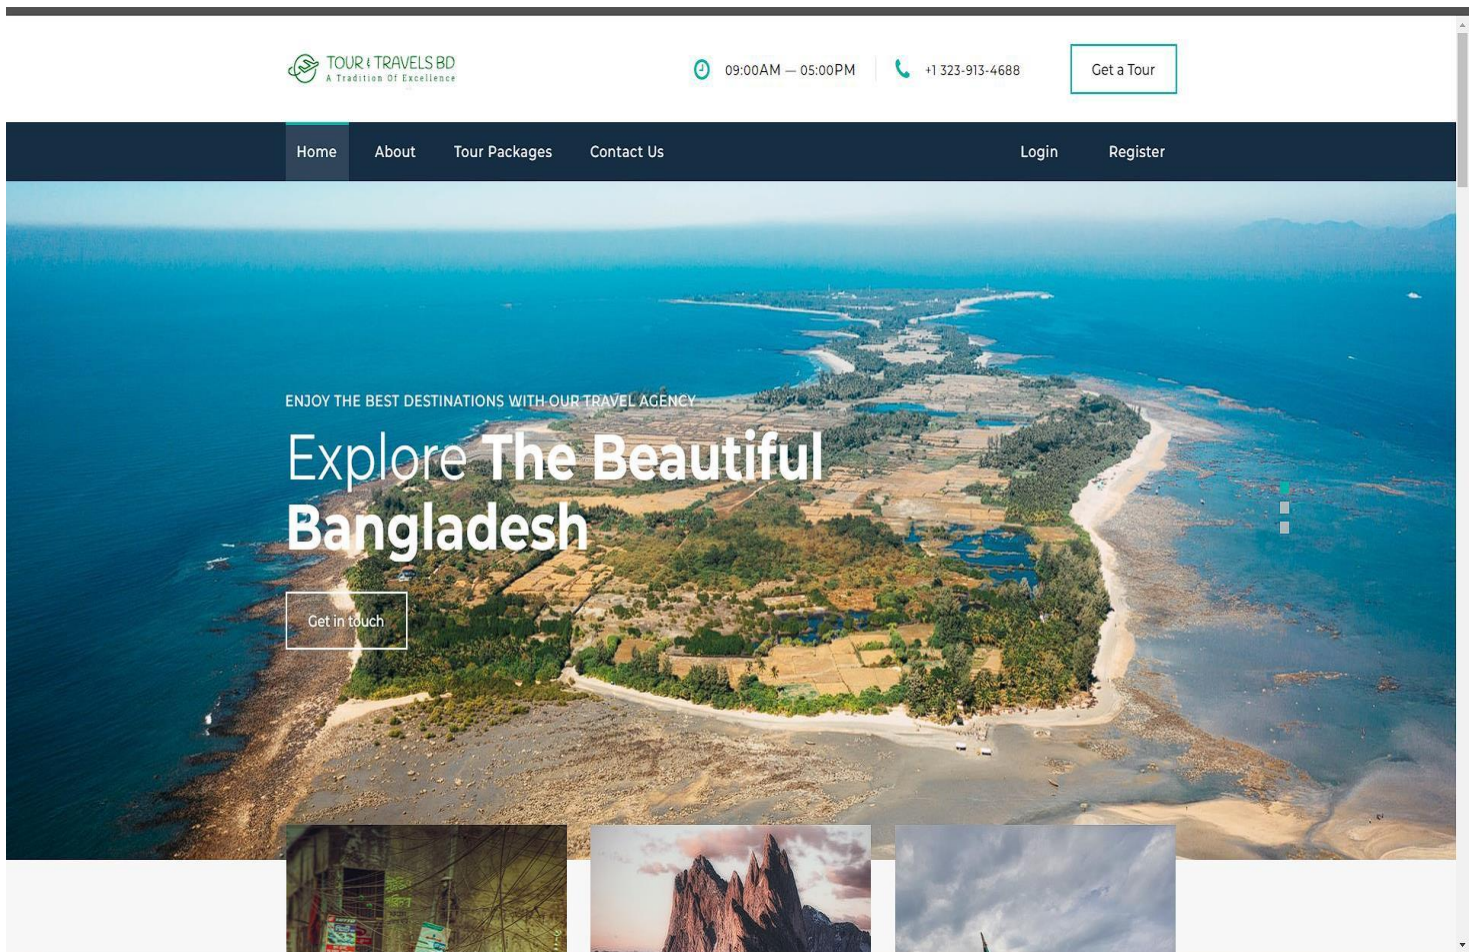 TOUR & TRAVELS BD
A Tradition Of Excellence
09:00AM — 05:00PM
+1 323-913-4688
Get a Tour
Home
About
Tour Packages
Contact Us
Login
Register
ENJOY THE BEST DESTINATIONS WITH OUR TRAVEL AGENCY
Explore The Beautiful
Bangladesh
Get in touch